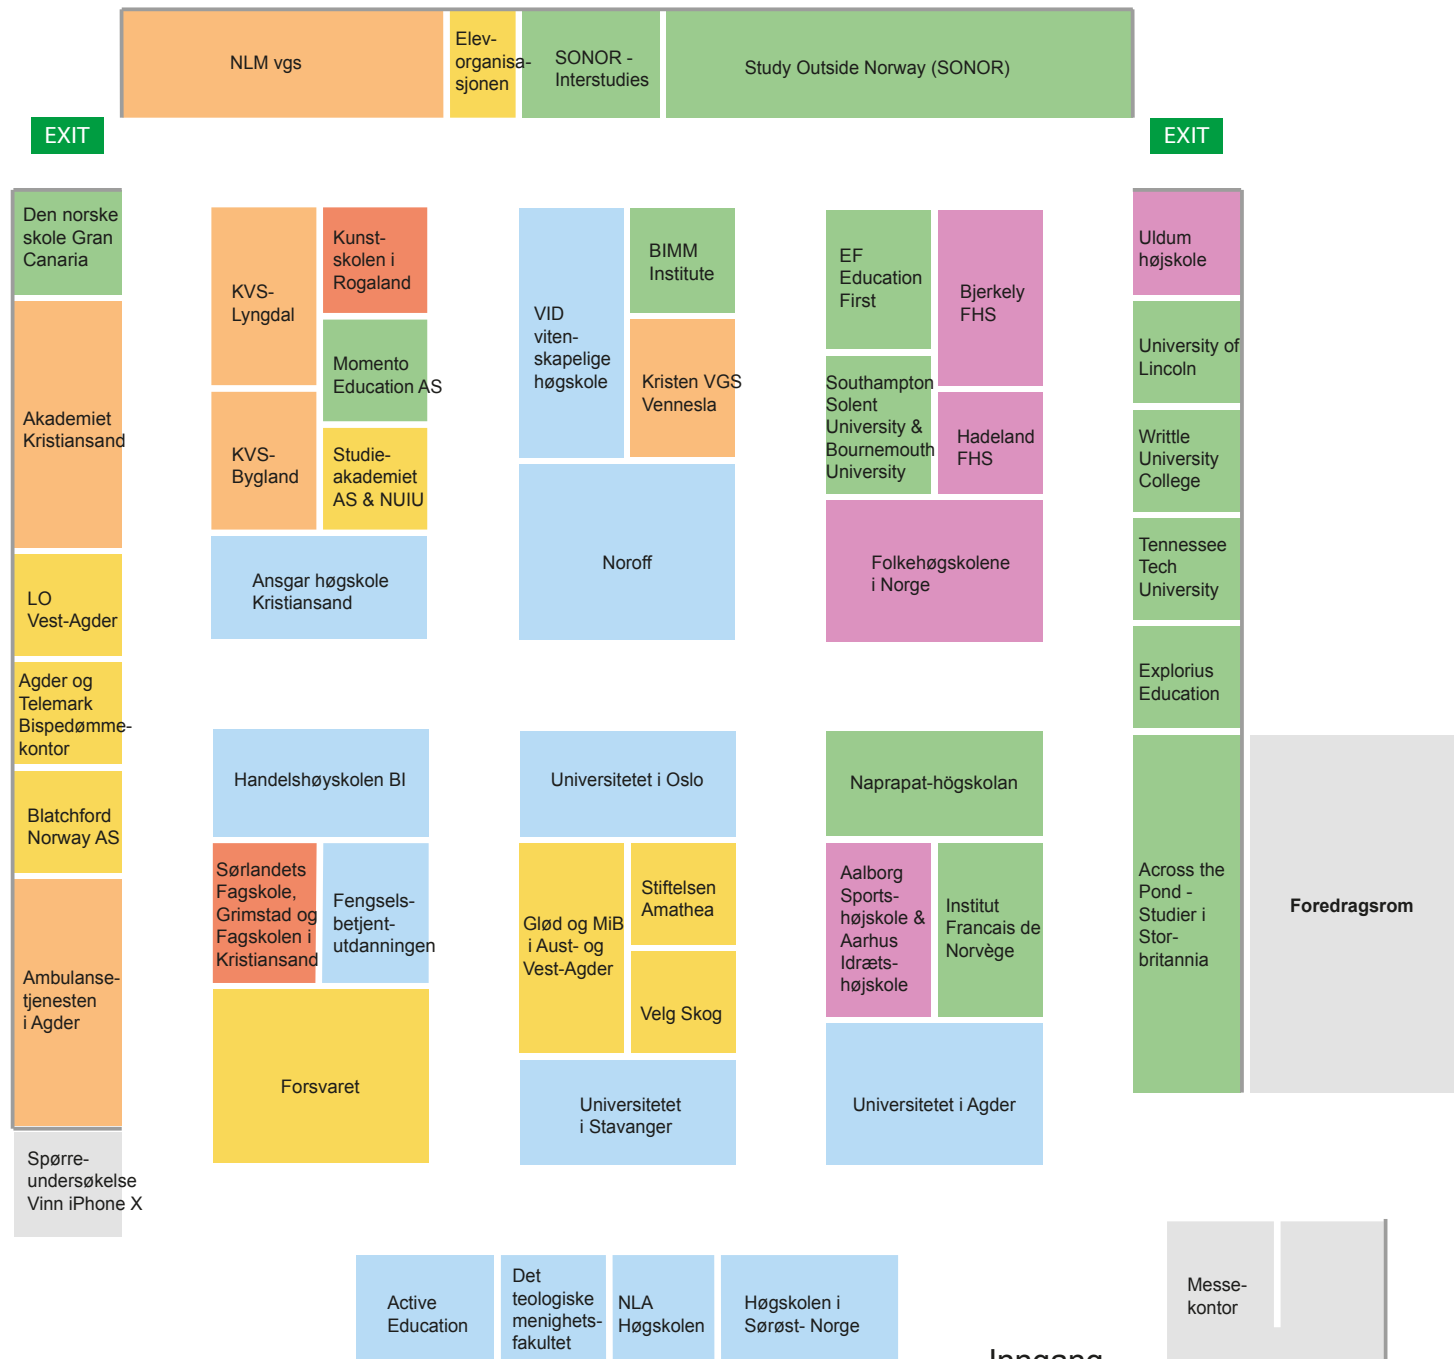 NLM vgs
Elev-
organisa-
sjonen
SONOR -
Interstudies
Study Outside Norway (SONOR)
EXIT
EXIT
Den norske
skole Gran
Canaria
Akademiet
Kristiansand
LO
Vest-Agder
Agder og
Telemark
Bispedømme-
kontor
Blatchford
Norway AS
Ambulanse-
tjenesten
i Agder
Spørre-
undersøkelse
Vinn iPhone X
KVS-
Lyngdal
Kunst-
skolen i
Rogaland
Momento
Education AS
KVS-
Bygland
Studie-
akademiet
AS & NUIU
Ansgar høgskole
Kristiansand
VID
viten-
skapelige
høgskole
BIMM
Institute
Kristen VGS
Vennesla
Noroff
EF
Education
First
Bjerkely
FHS
Southampton
Solent
University &
Bournemouth
University
Hadeland
FHS
Folkehøgskolene
i Norge
Uldum
højskole
University of
Lincoln
Writtle
University
College
Tennessee
Tech
University
Explorius
Education
Across the
Pond -
Studier i
Stor-
britannia
Foredragsrom
Handelshøyskolen BI
Sørlandets
Fagskole,
Grimstad og
Fagskolen i
Kristiansand
Fengsels-
betjent-
utdanningen
Forsvaret
Universitetet i Oslo
Glød og MiB
i Aust- og
Vest-Agder
Stiftelsen
Amathea
Velg Skog
Universitetet
i Stavanger
Naprapat-högskolan
Aalborg
Sports-
højskole &
Aarhus
Idræts-
højskole
Institut
Francais de
Norvège
Universitetet i Agder
Active
Education
Det
teologiske
menighets-
fakultet
NLA
Høgskolen
Høgskolen i
Sørøst- Norge
Messe-
kontor
Inngang